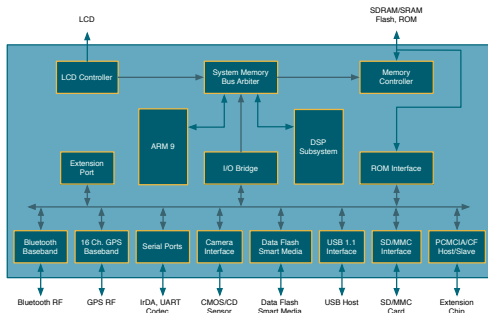 LCD
SDRAM/SRAM
Flash, ROM
LCD Controller
System Memory
Bus Arbiter
Memory
Controller
ARM 9
DSP
Subsystem
Extension
Port
I/O Bridge
ROM Interface
Bluetooth
Baseband
16 Ch. GPS
Baseband
Serial Ports
Camera
Interface
Data Flash
Smart Media
USB 1.1
Interface
SD/MMC
Interface
PCMCIA/CF
Host/Slave
Bluetooth RF
GPS RF
IrDA, UART
Codec
CMOS/CD
Sensor
Data Flash
Smart Media
USB Host
SD/MMC
Card
Extension
Chip